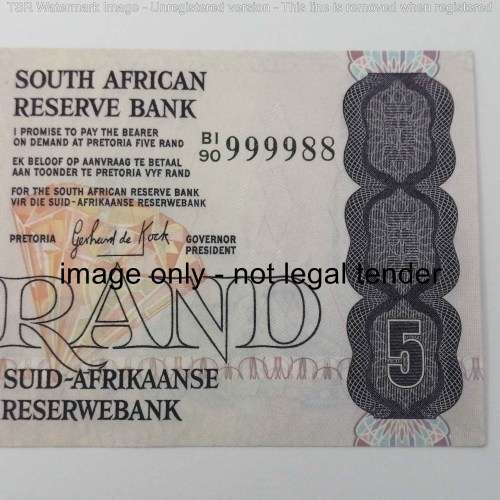 TSR Watermark Image - Unregistered version - This line is removed when registered
SOUTH AFRICAN
RESERVE BANK
I PROMISE TO PAY THE BEARER
ON DEMAND AT PRETORIA FIVE RAND
BI
90 999988
EK BELOOF OP AANVRAAG TE BETAAL
AAN TOONDER TE PRETORIA VYF RAND
FOR THE SOUTH AFRICAN RESERVE BANK
VIR DIE SUID-AFRIKAANSE RESERWEBANK
PRETORIA Gerhard de Kock GOVERNOR
PRESIDENT
image only - not legal tender
RAND
5
SUID-AFRIKAANSE
RESERWEBANK